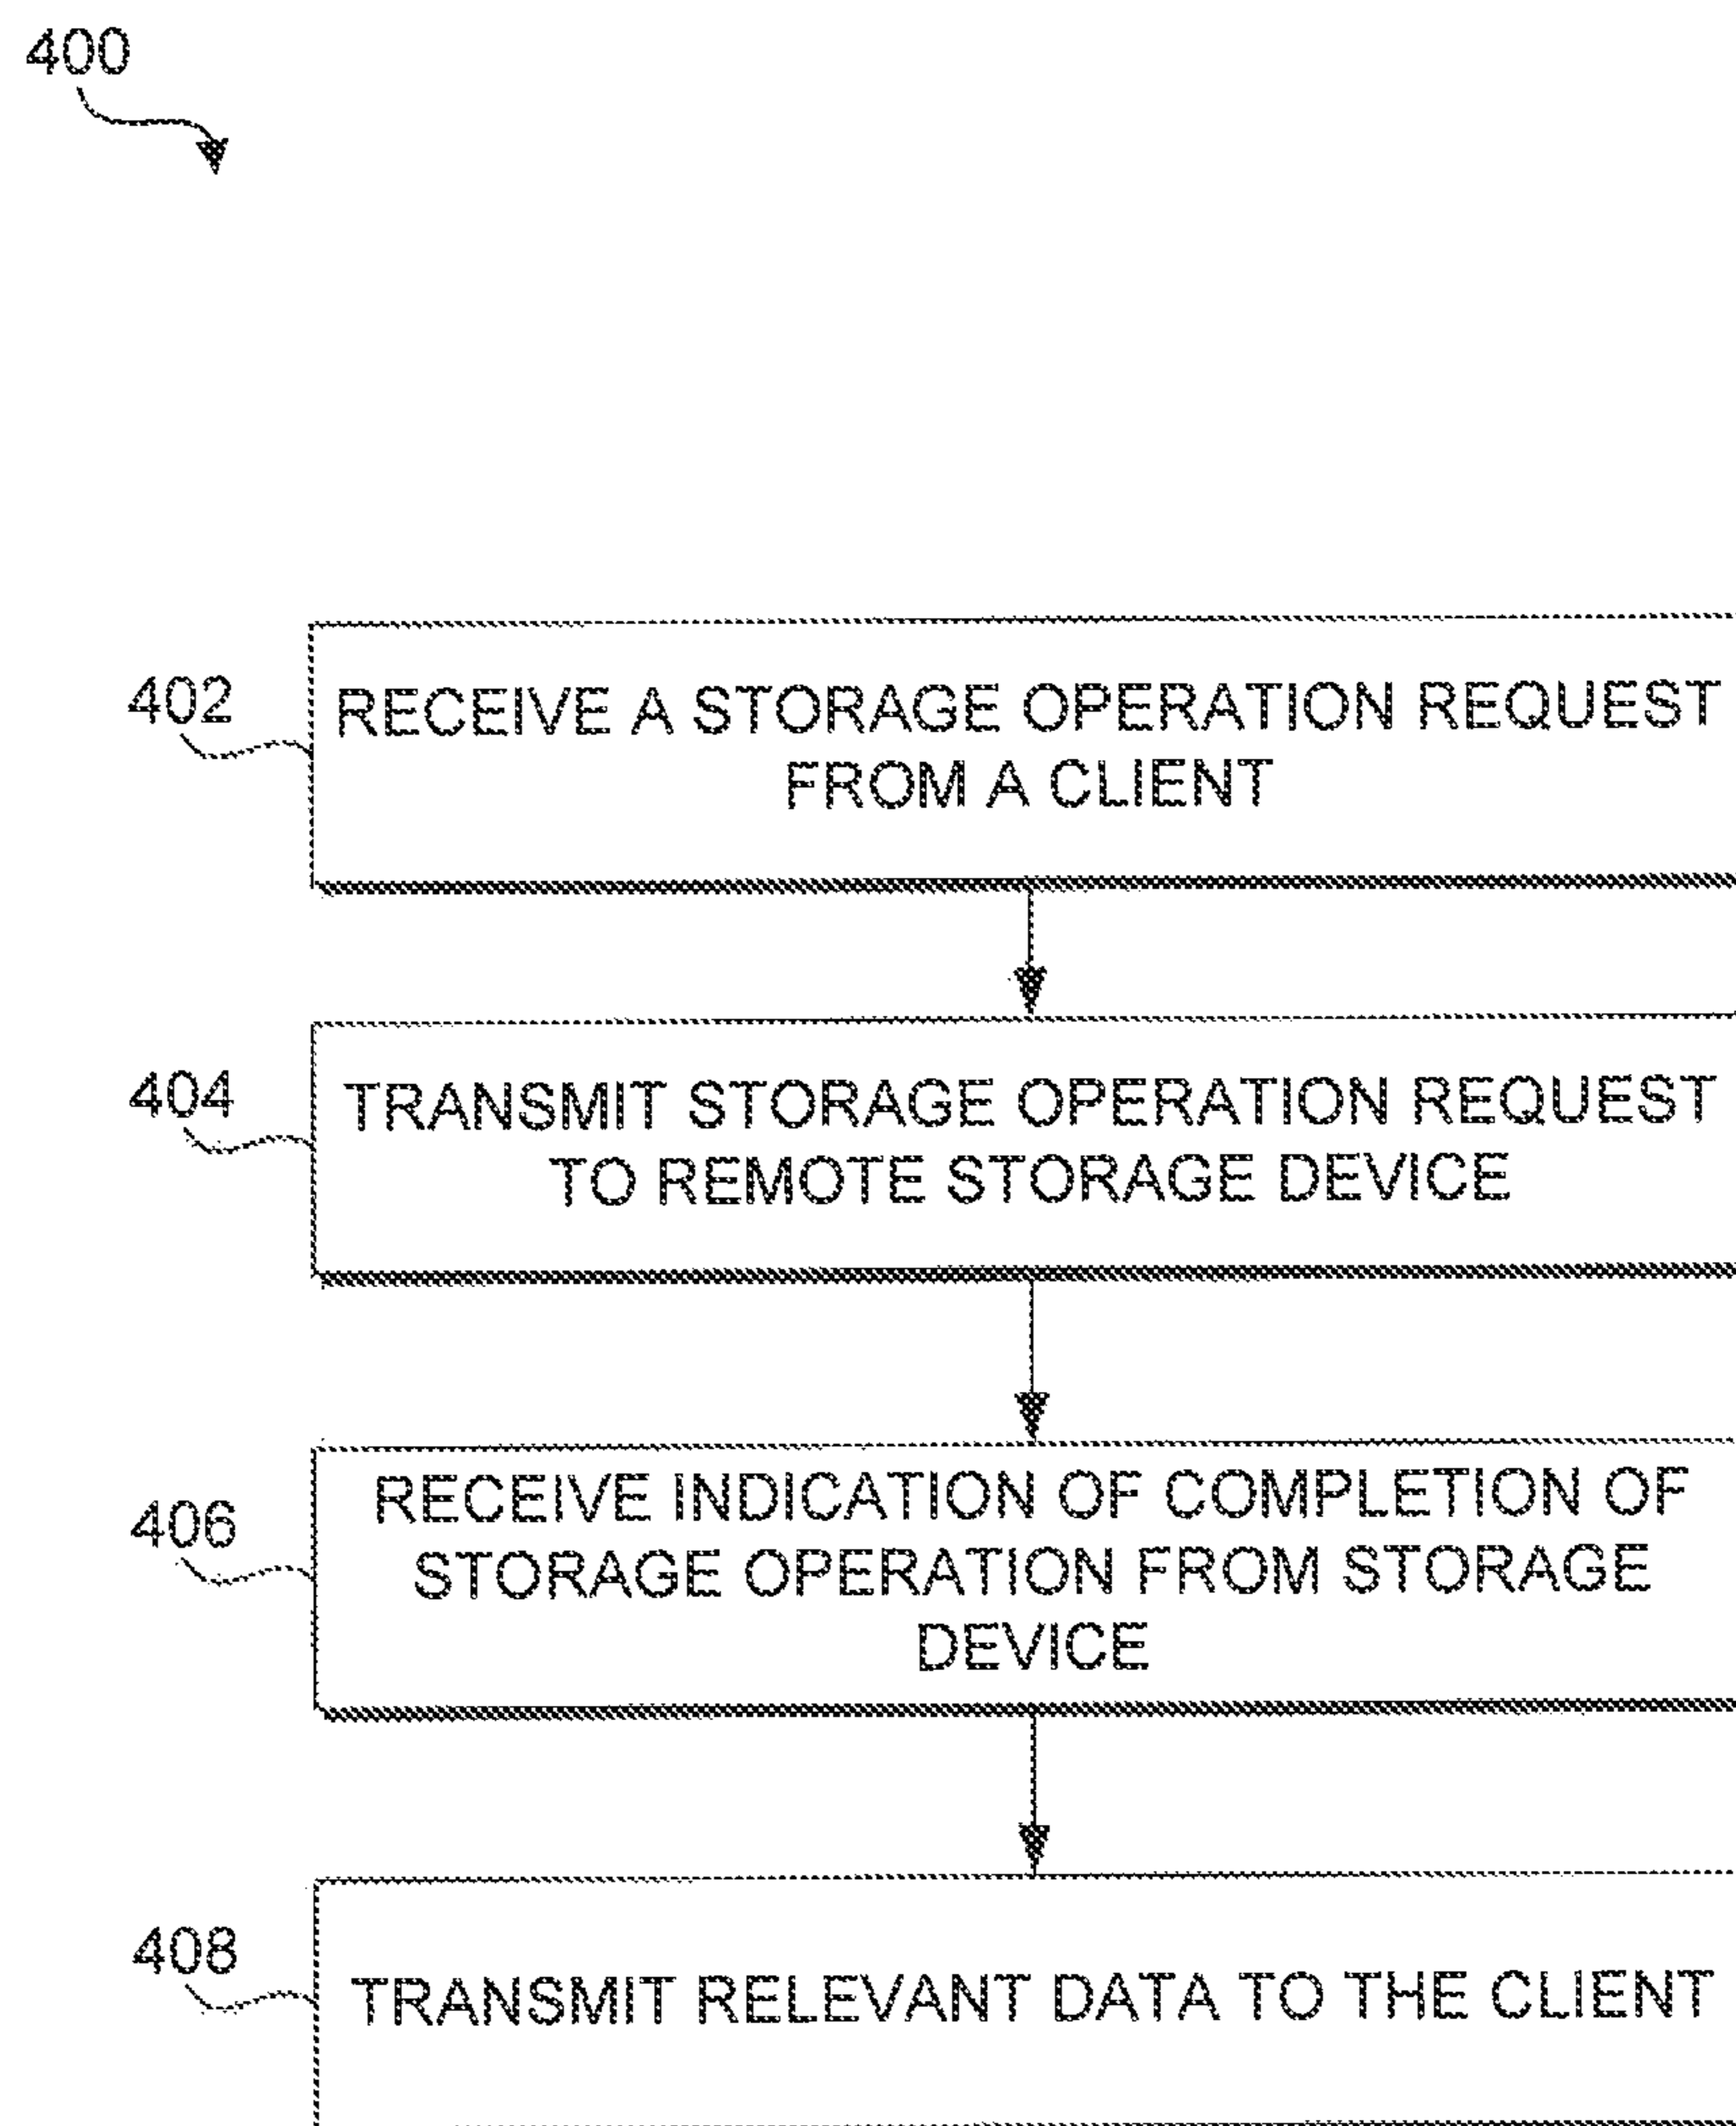 400
402
RECEIVE A STORAGE OPERATION REQUEST
FROM A CLIENT
404
TRANSMIT STORAGE OPERATION REQUEST
TO REMOTE STORAGE DEVICE
406
RECEIVE INDICATION OF COMPLETION OF
STORAGE OPERATION FROM STORAGE
DEVICE
408
TRANSMIT RELEVANT DATA TO THE CLIENT